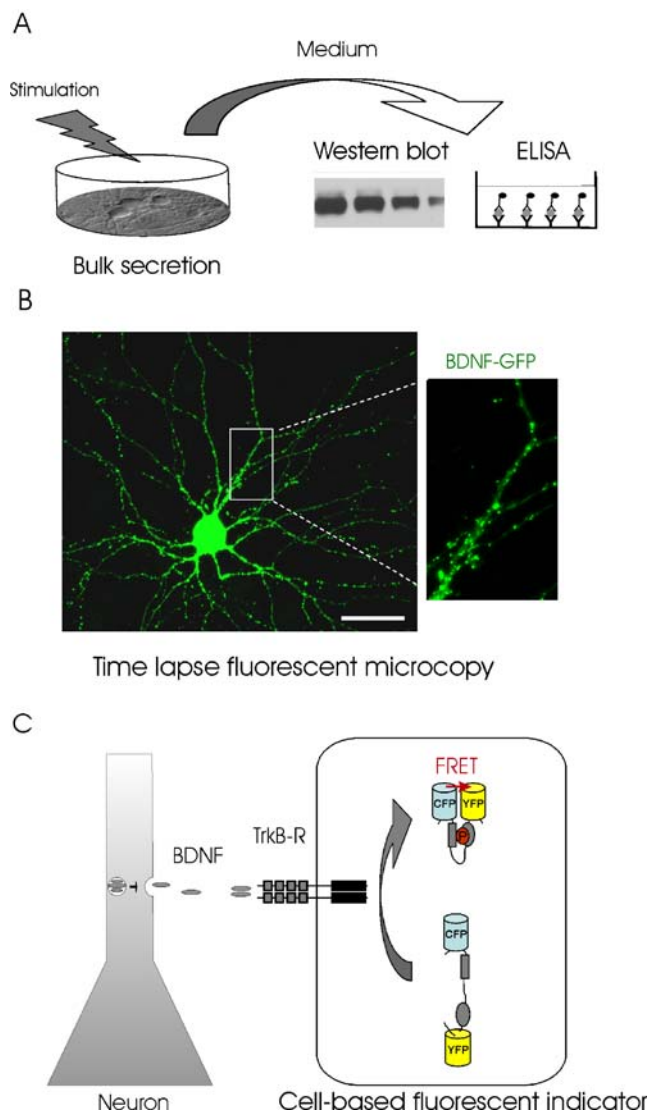 A
Medium
Stimulation
Western blot
ELISA
Bulk secretion
B
BDNF-GFP
Time lapse fluorescent microcopy
C
FRET
CFP
YFP
P
TrkB-R
BDNF
CFP
YFP
Neuron
Cell-based fluorescent indicator